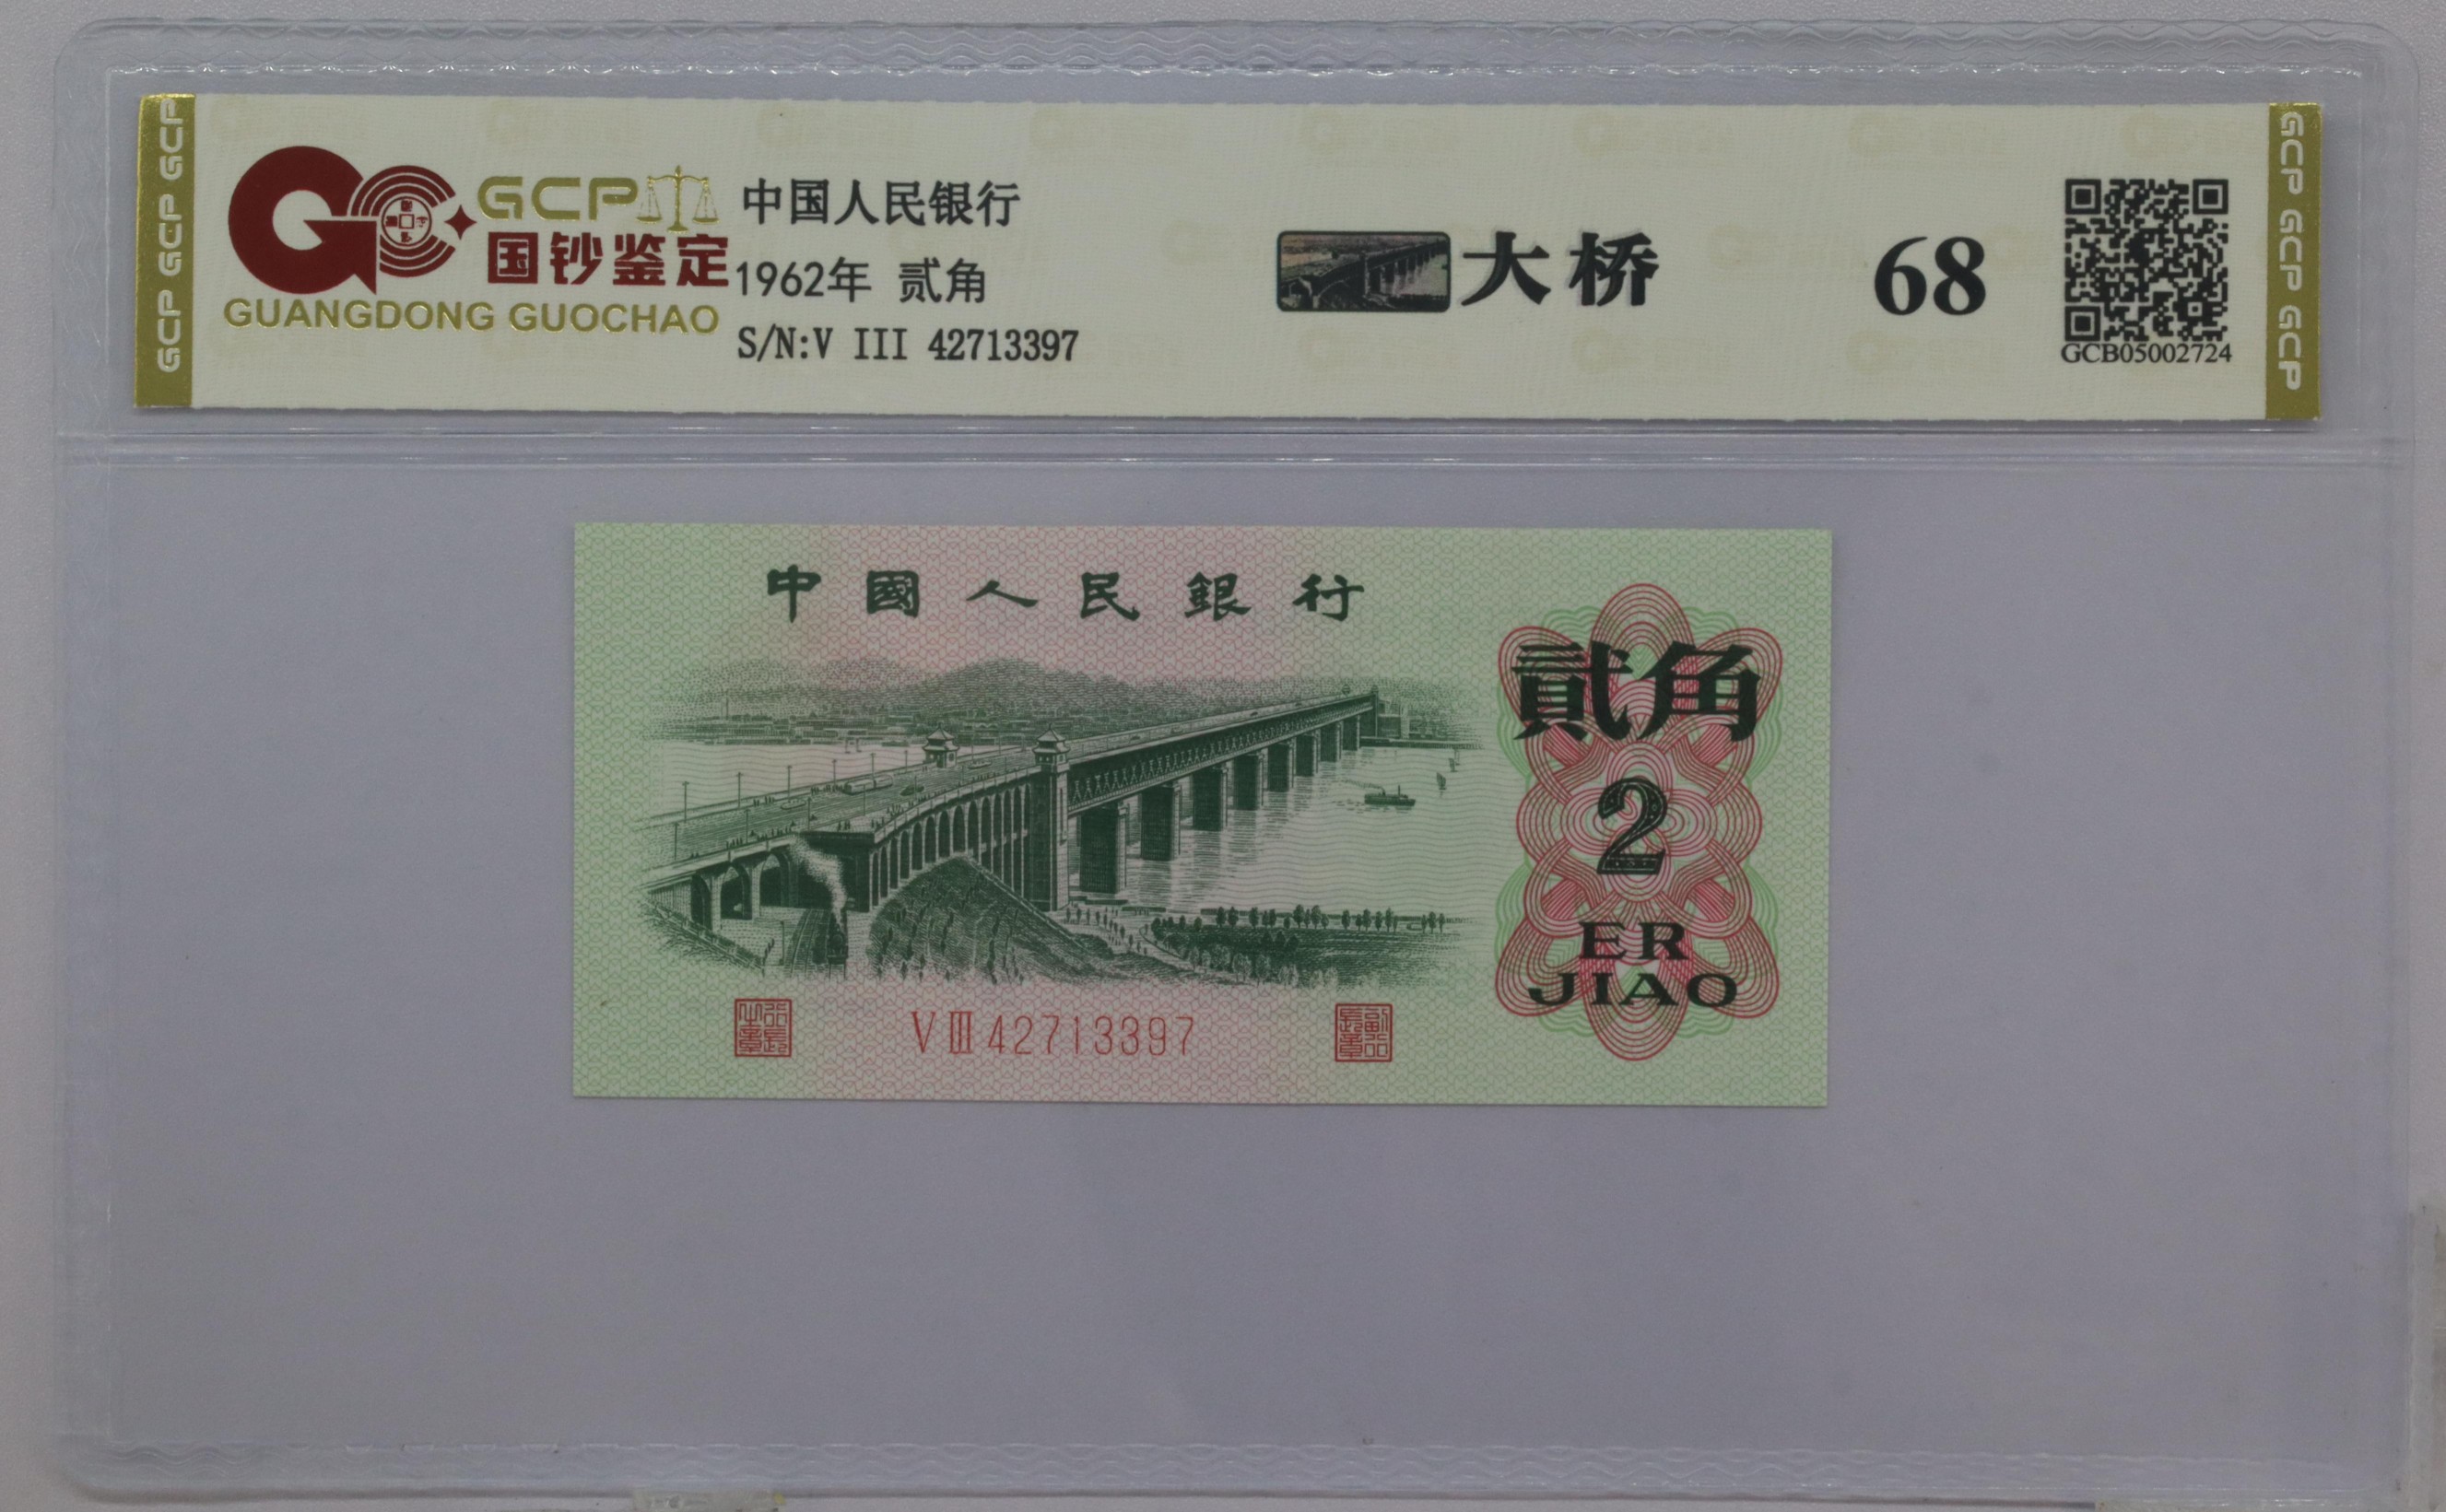 GCP GCP GCP
GCP
国钞鉴定
GUANGDONG GUOCHAO
中国人民银行
1962年 贰角
S/N:V III 42713397
大桥
68
GCB05002724
GCP GCP GCP
中國人民銀行
貳角
2
ER
JIAO
V III 42713397